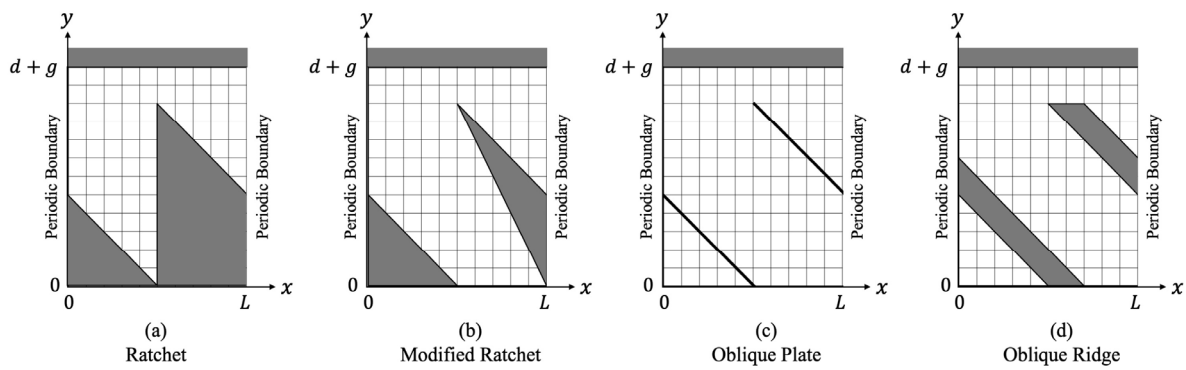 y
d + g
Periodic Boundary
Periodic Boundary
0
0
L
x
(a)
Ratchet
y
d + g
Periodic Boundary
Periodic Boundary
0
0
L
x
(b)
Modified Ratchet
y
d + g
Periodic Boundary
Periodic Boundary
0
0
L
x
(c)
Oblique Plate
y
d + g
Periodic Boundary
Periodic Boundary
0
0
L
x
(d)
Oblique Ridge